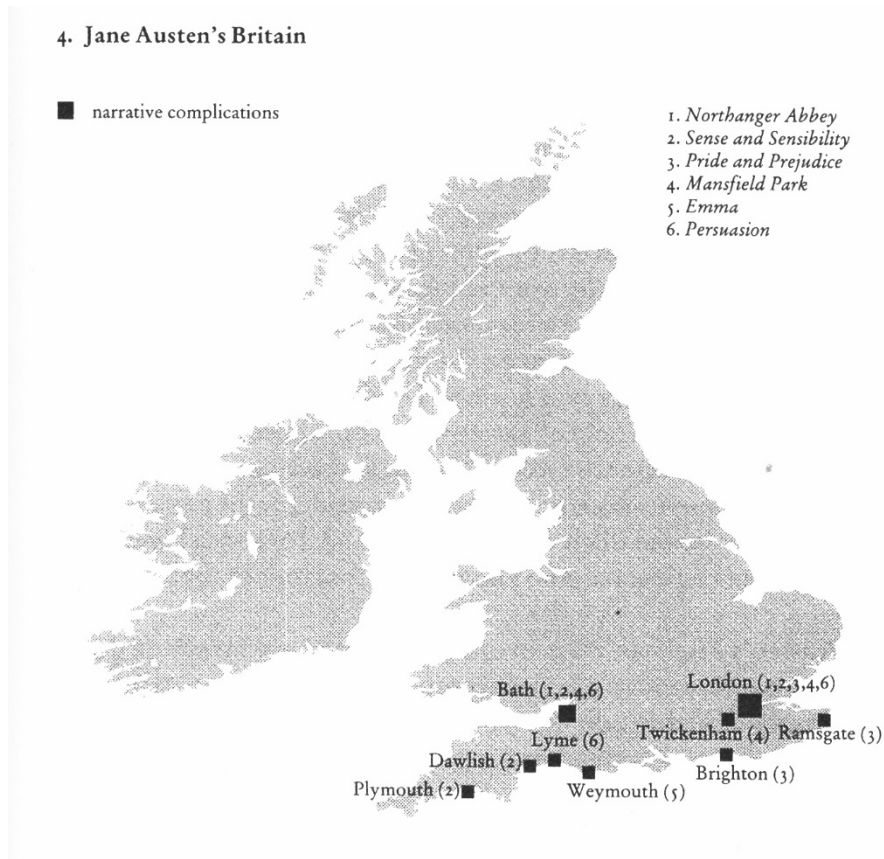 4. Jane Austen's Britain
narrative complications
1. Northanger Abbey
2. Sense and Sensibility
3. Pride and Prejudice
4. Mansfield Park
5. Emma
6. Persuasion
Bath (1,2,4,6)
London (1,2,3,4,6)
Lyme (6)
Twickenham (4)
Ramsgate (3)
Dawlish (2)
Brighton (3)
Plymouth (2)
Weymouth (5)